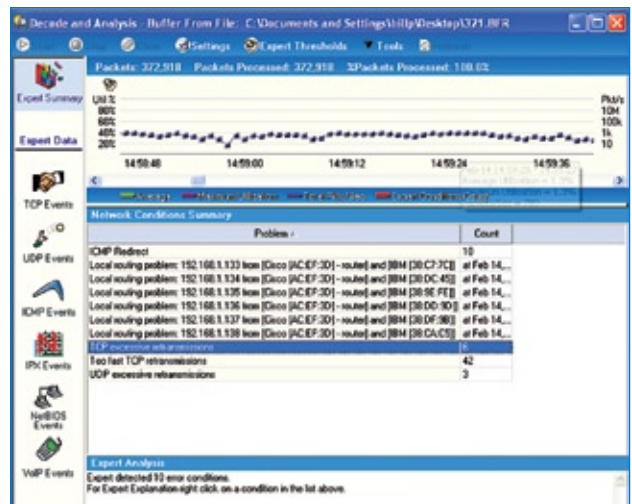 Decode and Analysis - Buffer From File: C:\Documents and Settings\billy\Desktop\321.BFR
Settings Expert Thresholds Tools
Packets: 372,918 Packets Processed: 372,918 %Packets Processed: 100.0%
Expert Summary
Expert Data
TCP Events
UDP Events
ICMP Events
IPX Events
NetBIOS Events
VoIP Events
Util %
80%
60%
40%
20%
Pkt/s
10M
100k
1k
10
14:58:48 14:59:00 14:59:12 14:59:24 14:59:36
Average
Network Conditions Summary
Problem Count
ICMP Redirect 10
Local routing problem: 192.168.1.133 from [Cisco [AC:EF:3D] - router] and [IBM [38:C7:7C]] at Feb 14,...
Local routing problem: 192.168.1.134 from [Cisco [AC:EF:3D] - router] and [IBM [38:DC:45]] at Feb 14,...
Local routing problem: 192.168.1.135 from [Cisco [AC:EF:3D] - router] and [IBM [38:9E:FE]] at Feb 14,...
Local routing problem: 192.168.1.136 from [Cisco [AC:EF:3D] - router] and [IBM [38:DD:9D]] at Feb 14,...
Local routing problem: 192.168.1.137 from [Cisco [AC:EF:3D] - router] and [IBM [38:DF:9B]] at Feb 14,...
Local routing problem: 192.168.1.138 from [Cisco [AC:EF:3D] - router] and [IBM [38:CA:C5]] at Feb 14,...
TCP excessive retransmissions 6
Too fast TCP retransmissions 42
UDP excessive retransmissions 3
Expert Analysis
Expert detected 10 error conditions.
For Expert Explanation right click on a condition in the list above.